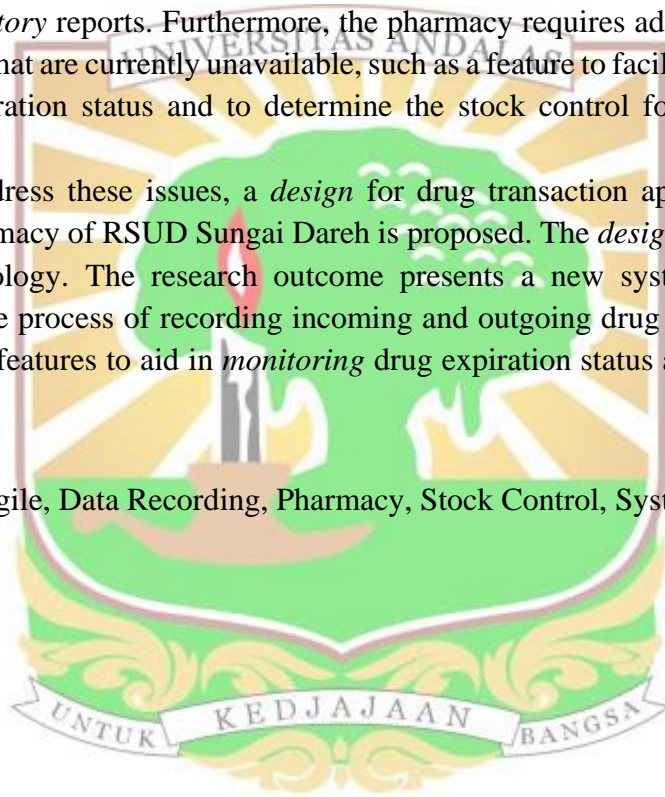 tory reports. Furthermore, the pharmacy requires ad
UNIVERSITAS ANDALAS
hat are currently unavailable, such as a feature to facil
ration status and to determine the stock control fo
dress these issues, a design for drug transaction ap
macy of RSUD Sungai Dareh is proposed. The desig
ology. The research outcome presents a new syst
e process of recording incoming and outgoing drug
features to aid in monitoring drug expiration status a
gile, Data Recording, Pharmacy, Stock Control, Syst
UNTUK KEDJAJAAN BANGSA